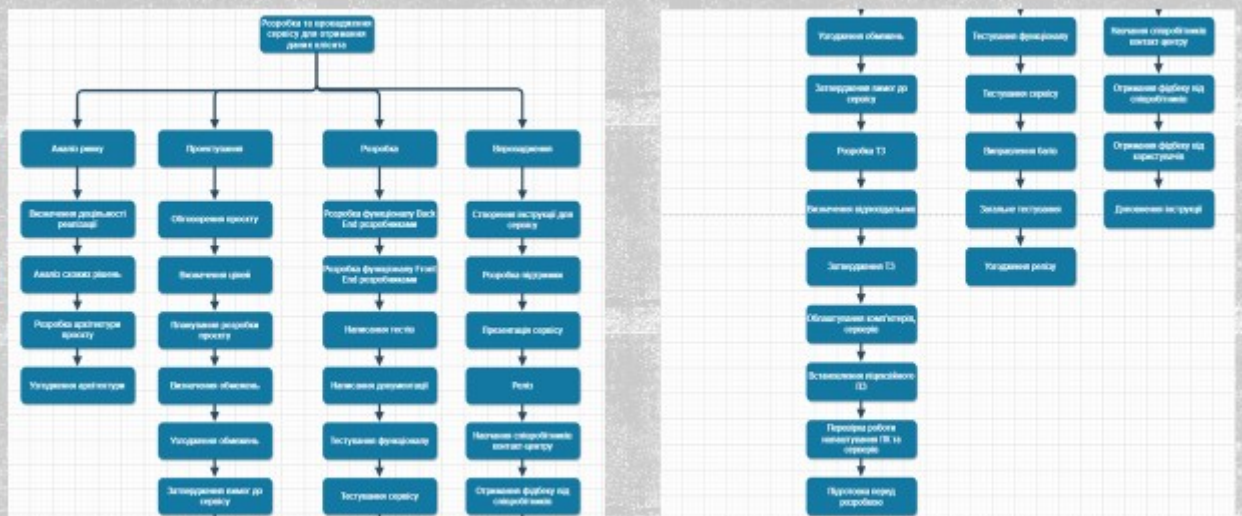 Розробка та впровадження
сервісу для отримання
даних клієнта
Аналіз ринку
Проектування
Розробка
Впровадження
Визначення доцільності
реалізації
Аналіз схожих рішень
Розробка архітектури
проєкту
Узгодження архітектури
Обговорення проєкту
Визначення цілей
Планування розробки
проєкту
Визначення обмежень
Узгодження обмежень
Затвердження вимог до
сервісу
Розробка функціоналу Back
End розробниками
Розробка функціоналу Front
End розробниками
Написання тестів
Написання документації
Тестування функціоналу
Тестування сервісу
Створення інструкції для
сервісу
Розробка підтримки
Презентація сервісу
Реліз
Навчання співробітників
контакт-центру
Отримання фідбеку від
співробітників
Узгодження обмежень
Затвердження вимог до
сервісу
Розробка ТЗ
Визначення відповідальних
Затвердження ТЗ
Облаштування комп'ютерів,
серверів
Встановлення ліцензійного
ПЗ
Перевірка роботи
налаштування ПК та
серверів
Підготовка перед
розробкою
Тестування функціоналу
Тестування сервісу
Виправлення багів
Загальне тестування
Узгодження релізу
Навчання співробітників
контакт-центру
Отримання фідбеку від
співробітників
Отримання фідбеку від
користувачів
Доповнення інструкції